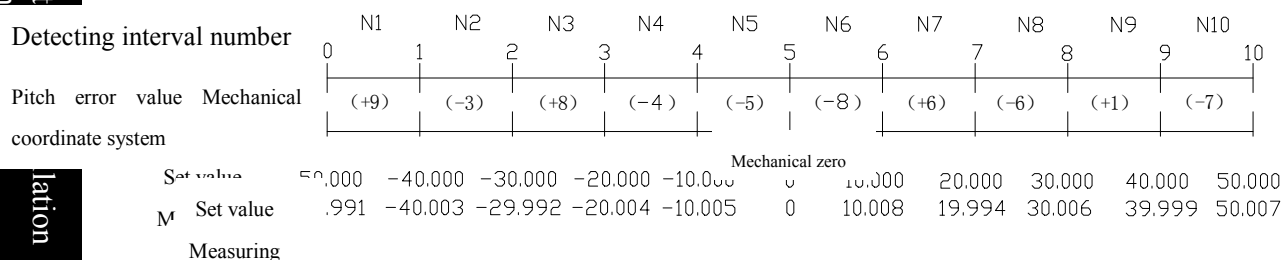 N1 N2 N3 N4 N5 N6 N7 N8 N9 N10
Detecting interval number
0 1 2 3 4 5 6 7 8 9 10
Pitch error value Mechanical
(+9) (-3) (+8) (-4) (-5) (-8) (+6) (-6) (+1) (-7)
coordinate system
Mechanical zero
Set value .000 -40.000 -30.000 -20.000 -10.0 10.000 20.000 30.000 40.000 50.000
Set value .991 -40.003 -29.992 -20.004 -10.005 0 10.008 19.994 30.006 39.999 50.007
Measuring
lation